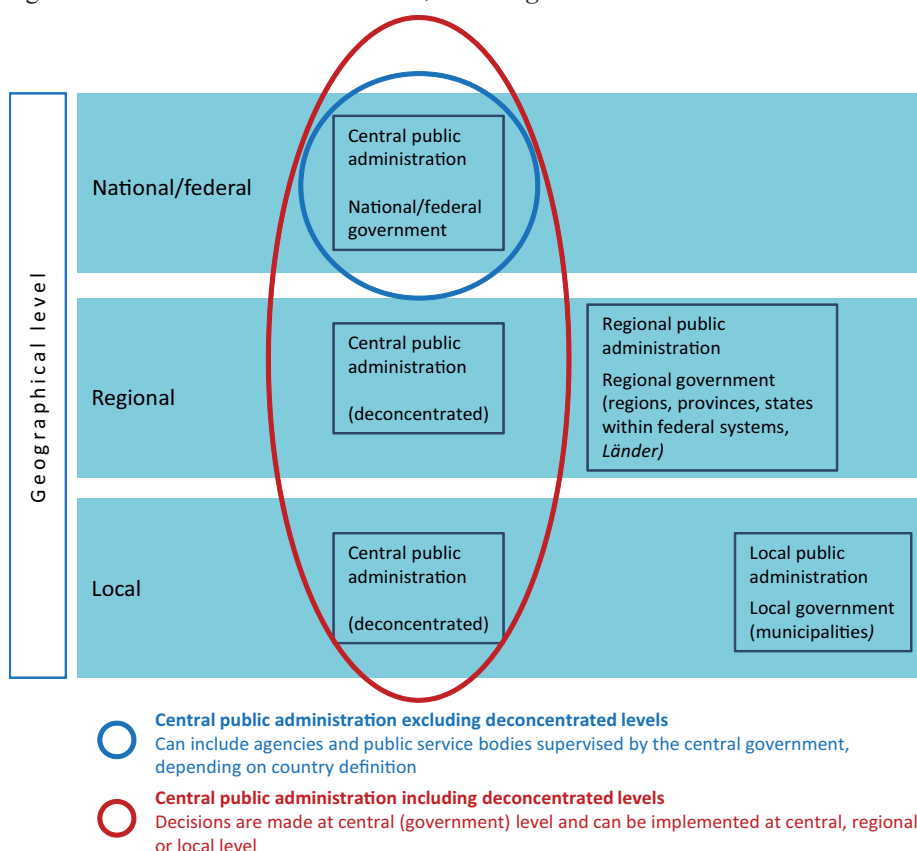 Geographical level
National/federal
Central public
administration
National/federal
government
Regional
Central public
administration
(deconcentrated)
Regional public
administration
Regional government
(regions, provinces, states
within federal systems,
Länder)
Local
Central public
administration
(deconcentrated)
Local public
administration
Local government
(municipalities)
Central public administration excluding deconcentrated levels
Can include agencies and public service bodies supervised by the central government,
depending on country definition
Central public administration including deconcentrated levels
Decisions are made at central (government) level and can be implemented at central, regional
or local level